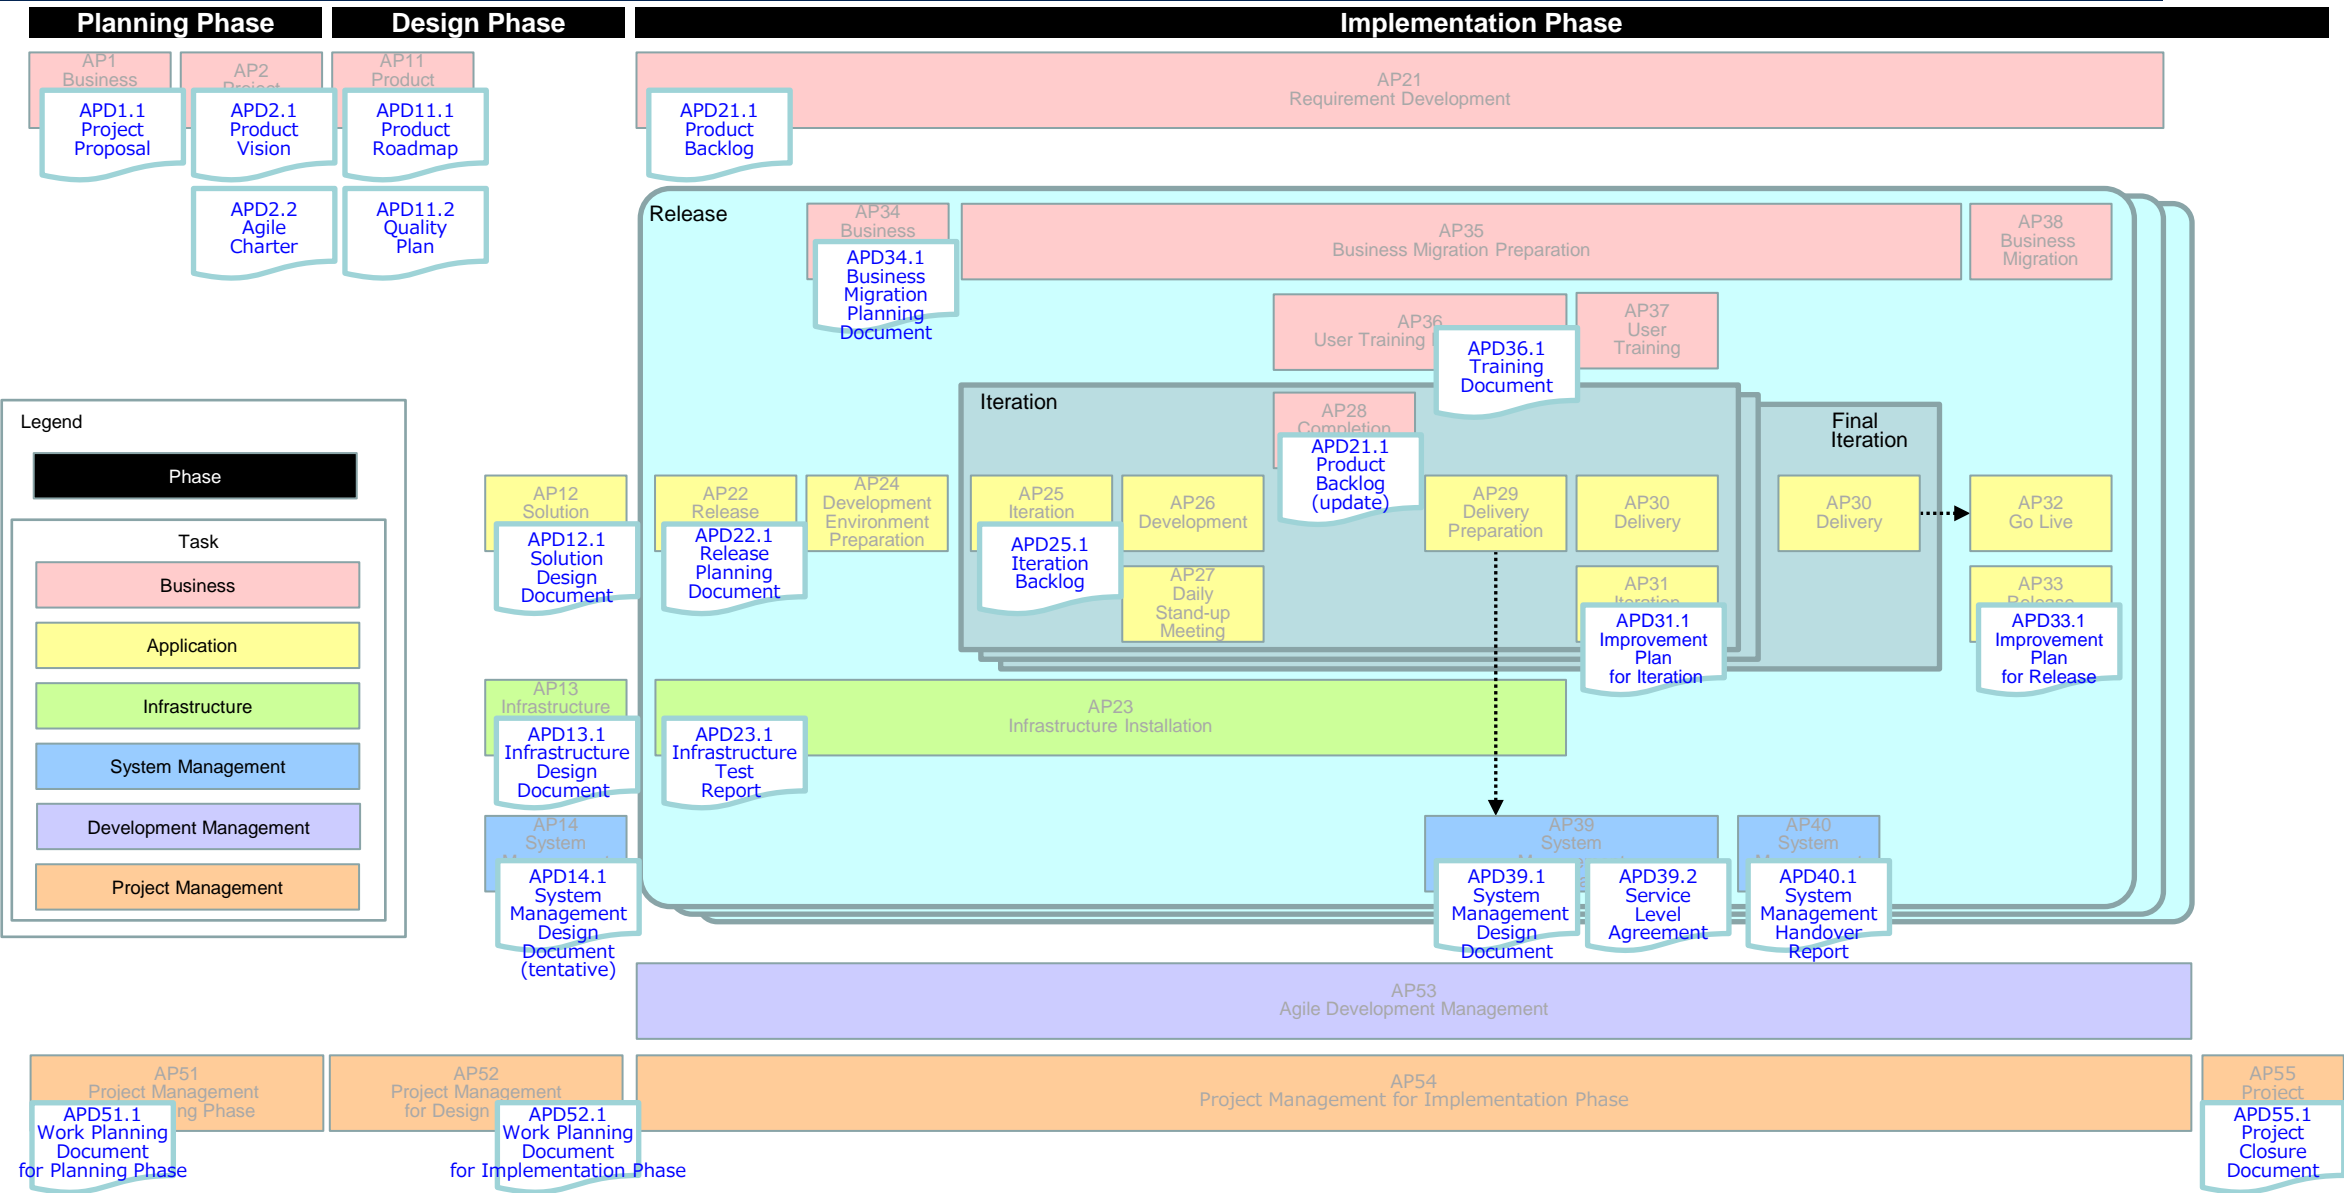 Planning Phase
Design Phase
Implementation Phase
AP1
Business
APD1.1
Project
Proposal
AP2
Project
APD2.1
Product
Vision
APD2.2
Agile
Charter
AP11
Product
APD11.1
Product
Roadmap
APD11.2
Quality
Plan
AP21
Requirement Development
APD21.1
Product
Backlog
Release
AP34
Business
APD34.1
Business
Migration
Planning
Document
AP35
Business Migration Preparation
AP38
Business
Migration
AP36
User Training
APD36.1
Training
Document
AP37
User
Training
Iteration
AP28
Completion
APD21.1
Product
Backlog
(update)
Final
Iteration
Legend
Phase
Task
Business
Application
Infrastructure
System Management
Development Management
Project Management
AP12
Solution
APD12.1
Solution
Design
Document
AP22
Release
APD22.1
Release
Planning
Document
AP24
Development
Environment
Preparation
AP25
Iteration
APD25.1
Iteration
Backlog
AP26
Development
AP27
Daily
Stand-up
Meeting
AP29
Delivery
Preparation
AP30
Delivery
AP31
Iteration
APD31.1
Improvement
Plan
for Iteration
AP30
Delivery
AP32
Go Live
AP33
Release
APD33.1
Improvement
Plan
for Release
AP13
Infrastructure
APD13.1
Infrastructure
Design
Document
AP23
Infrastructure Installation
APD23.1
Infrastructure
Test
Report
AP14
System
APD14.1
System
Management
Design
Document
(tentative)
AP39
System
APD39.1
System
Management
Design
Document
APD39.2
Service
Level
Agreement
AP40
System
APD40.1
System
Management
Handover
Report
AP53
Agile Development Management
AP51
Project Management
ng Phase
APD51.1
Work Planning
Document
for Planning Phase
AP52
Project Management
for Design
APD52.1
Work Planning
Document
for Implementation Phase
AP54
Project Management for Implementation Phase
AP55
Project
APD55.1
Project
Closure
Document